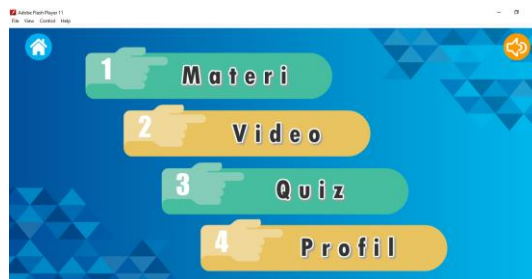 Adobe Flash Player 11
File View Control Help
1 Materi
2 Video
3 Quiz
4 Profil